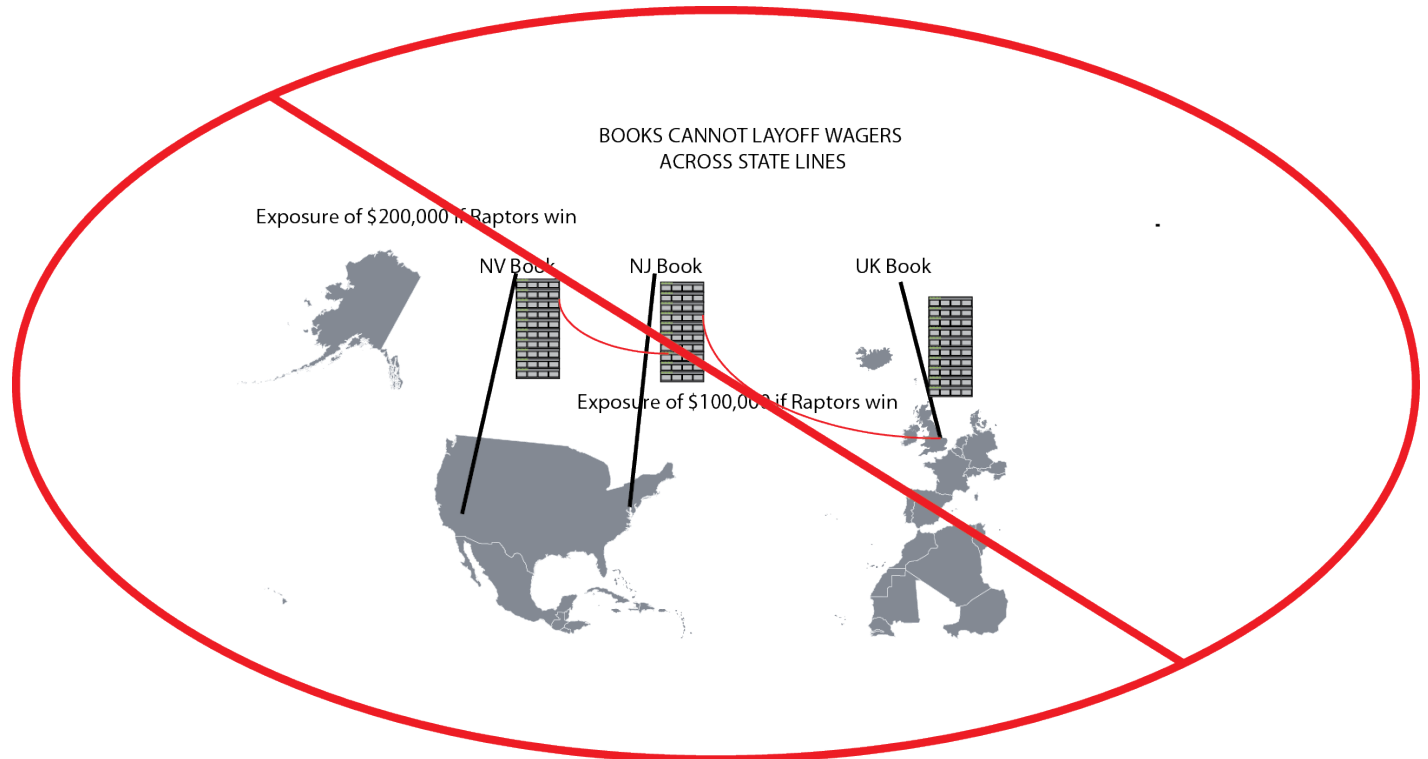 BOOKS CANNOT LAYOFF WAGERS
ACROSS STATE LINES
Exposure of $200,000 if Raptors win
NV Book
NJ Book
UK Book
Exposure of $100,000 if Raptors win